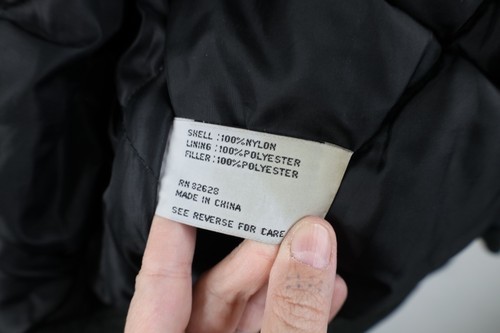 SHELL :100%NYLON
LINING :100%POLYESTER
FILLER :100%POLYESTER
RN 82628
MADE IN CHINA
SEE REVERSE FOR CARE